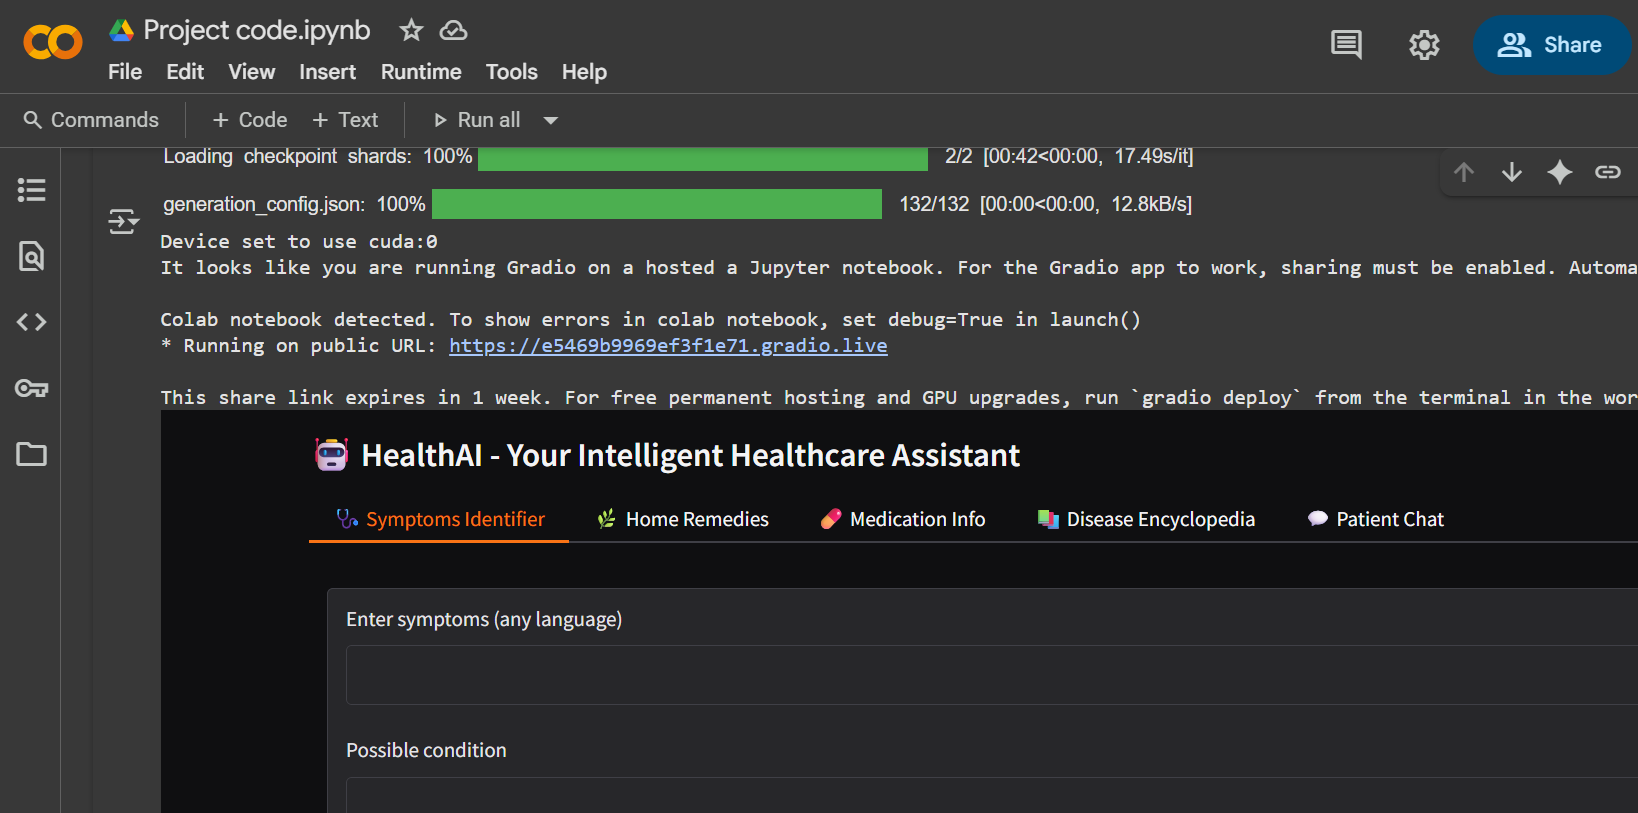 Project code.ipynb
File Edit View Insert Runtime Tools Help
Share
Commands + Code + Text Run all
Loading checkpoint shards: 100% 2/2 [00:42<00:00, 17.49s/it]
generation_config.json: 100% 132/132 [00:00<00:00, 12.8kB/s]
Device set to use cuda:0
It looks like you are running Gradio on a hosted a Jupyter notebook. For the Gradio app to work, sharing must be enabled. Automa
Colab notebook detected. To show errors in colab notebook, set debug=True in launch()
* Running on public URL: https://e5469b9969ef3f1e71.gradio.live
This share link expires in 1 week. For free permanent hosting and GPU upgrades, run `gradio deploy` from the terminal in the wor
HealthAI - Your Intelligent Healthcare Assistant
Symptoms Identifier Home Remedies Medication Info Disease Encyclopedia Patient Chat
Enter symptoms (any language)
Possible condition